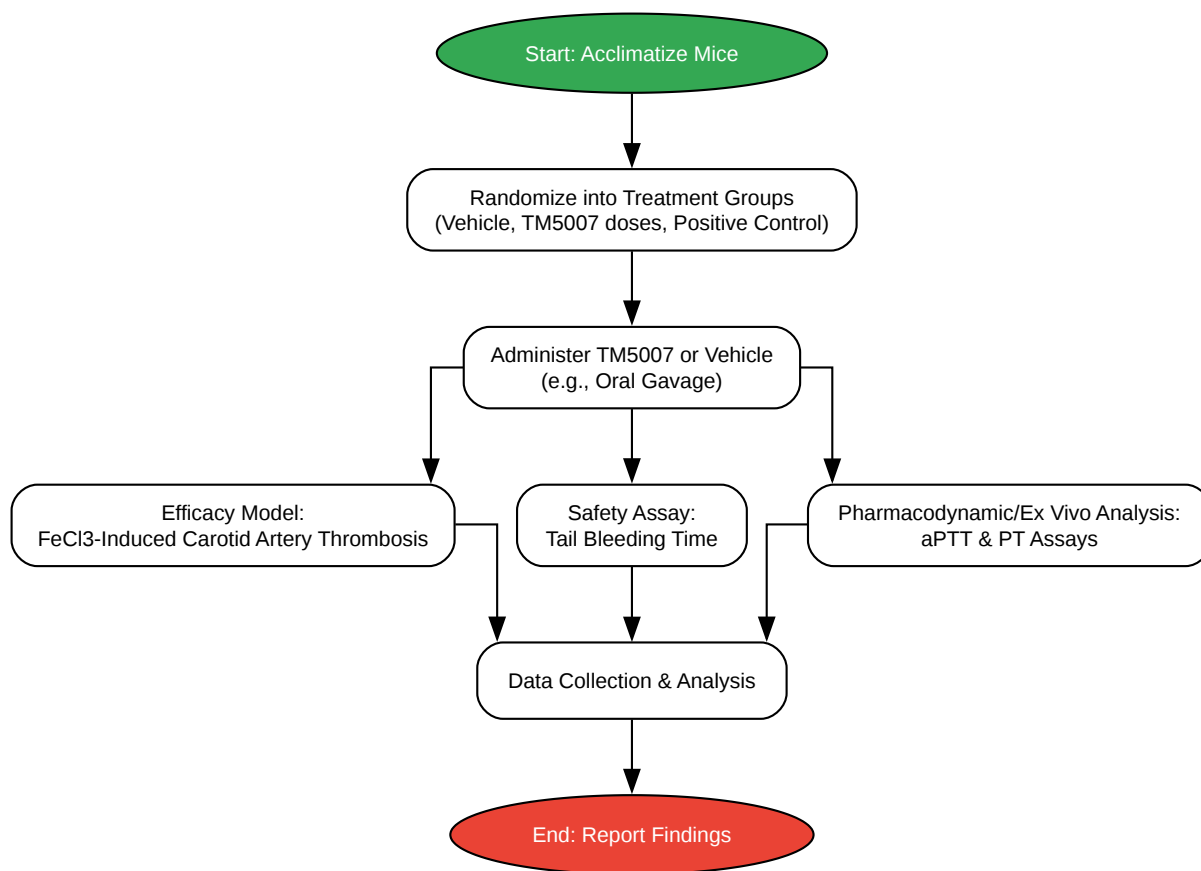 Start: Acclimatize Mice
Randomize into Treatment Groups
(Vehicle, TM5007 doses, Positive Control)
Administer TM5007 or Vehicle
(e.g., Oral Gavage)
Efficacy Model:
FeCl3-Induced Carotid Artery Thrombosis
Safety Assay:
Tail Bleeding Time
Pharmacodynamic/Ex Vivo Analysis:
aPTT & PT Assays
Data Collection & Analysis
End: Report Findings